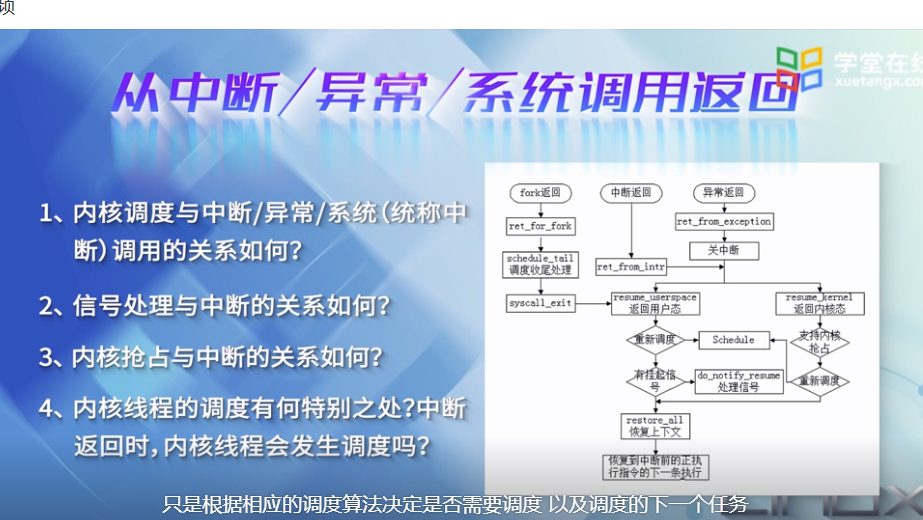 频
从中断/异常/系统调用返回
学堂在线
xuetangx.com
1、内核调度与中断/异常/系统(统称中
断)调用的关系如何?
2、信号处理与中断的关系如何?
3、内核抢占与中断的关系如何?
4、内核线程的调度有何特别之处?中断
返回时,内核线程会发生调度吗?
fork返回
中断返回
异常返回
ret_for_fork
ret_from_exception
关中断
schedule_tail
调度收尾处理
ret_from_intr
syscall_exit
resume_userspace
返回用户态
resume_kernel
返回内核态
重新调度
Schedule
支持内核
抢占
有挂起信
号
do_notify_resume
处理信号
重新调度
restore_all
恢复上下文
恢复到中断前的正执
行指令的下一条执行
只是根据相应的调度算法决定是否需要调度 以及调度的下一个任务